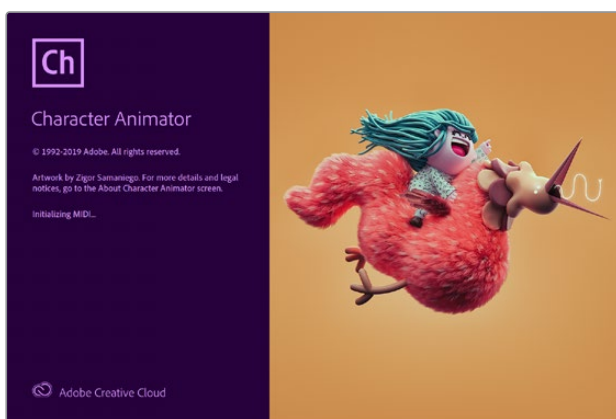 Ch
Character Animator
© 1992-2019 Adobe. All rights reserved.
Artwork by Zigor Samaniego. For more details and legal
notices, go to the About Character Animator screen.
Initializing MIDI...
Adobe Creative Cloud